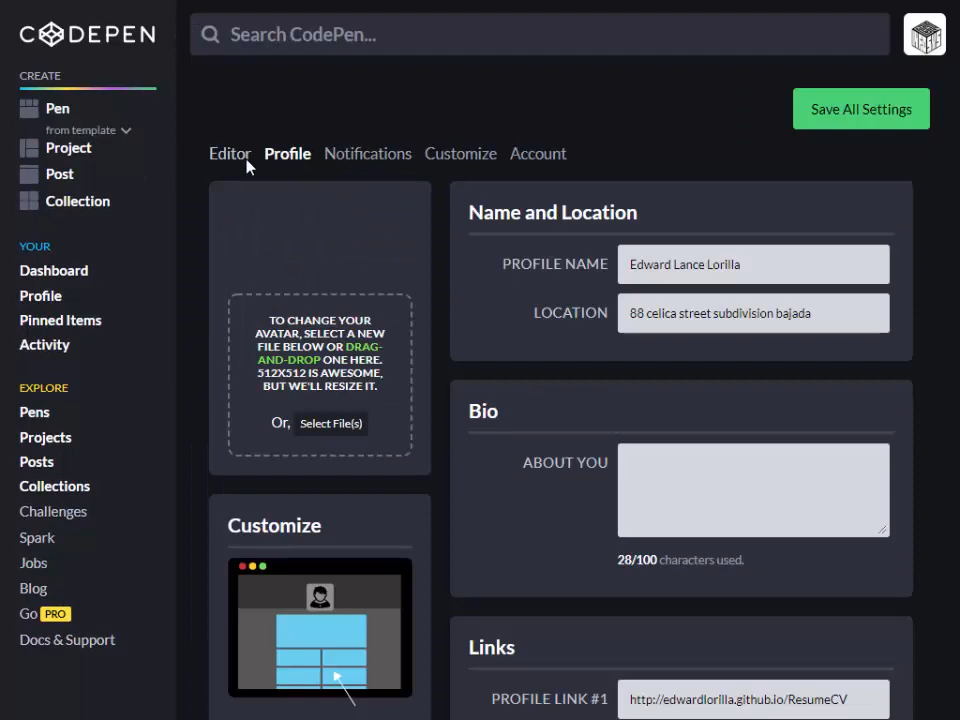 CODEPEN
Search CodePen...
CREATE
Pen
from template
Project
Post
Collection
YOUR
Dashboard
Profile
Pinned Items
Activity
EXPLORE
Pens
Projects
Posts
Collections
Challenges
Spark
Jobs
Blog
Go PRO
Docs & Support
Save All Settings
Editor Profile Notifications Customize Account
TO CHANGE YOUR
AVATAR, SELECT A NEW
FILE BELOW OR DRAG-
AND-DROP ONE HERE.
512X512 IS AWESOME,
BUT WE'LL RESIZE IT.
Or, Select File(s)
Customize
Name and Location
PROFILE NAME Edward Lance Lorilla
LOCATION 88 celica street subdivision bajada
Bio
ABOUT YOU
28/100 characters used.
Links
PROFILE LINK #1 http://edwardlorilla.github.io/ResumeCV